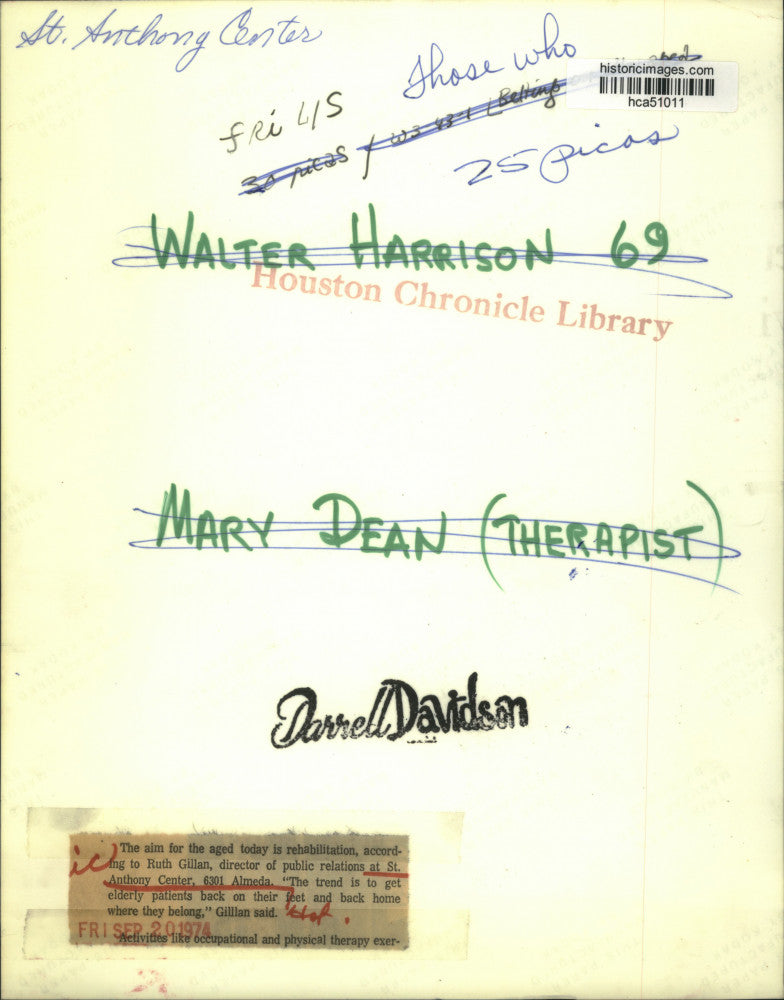 St. Anthony Center
Those who
historicimages.com
hca51011
FRi L/S
30 picas / W3 43-1 (Belling
25 picas
WALTER HARRISON 69
Houston Chronicle Library
MARY DEAN (THERAPIST)
Darrell Davidson
The aim for the aged today is rehabilitation, accord-
ing to Ruth Gillan, director of public relations at St.
Anthony Center, 6301 Almeda. "The trend is to get
elderly patients back on their feet and back home
where they belong," Gilllan said.
FRI SEP 20 1974
Activities like occupational and physical therapy exer-